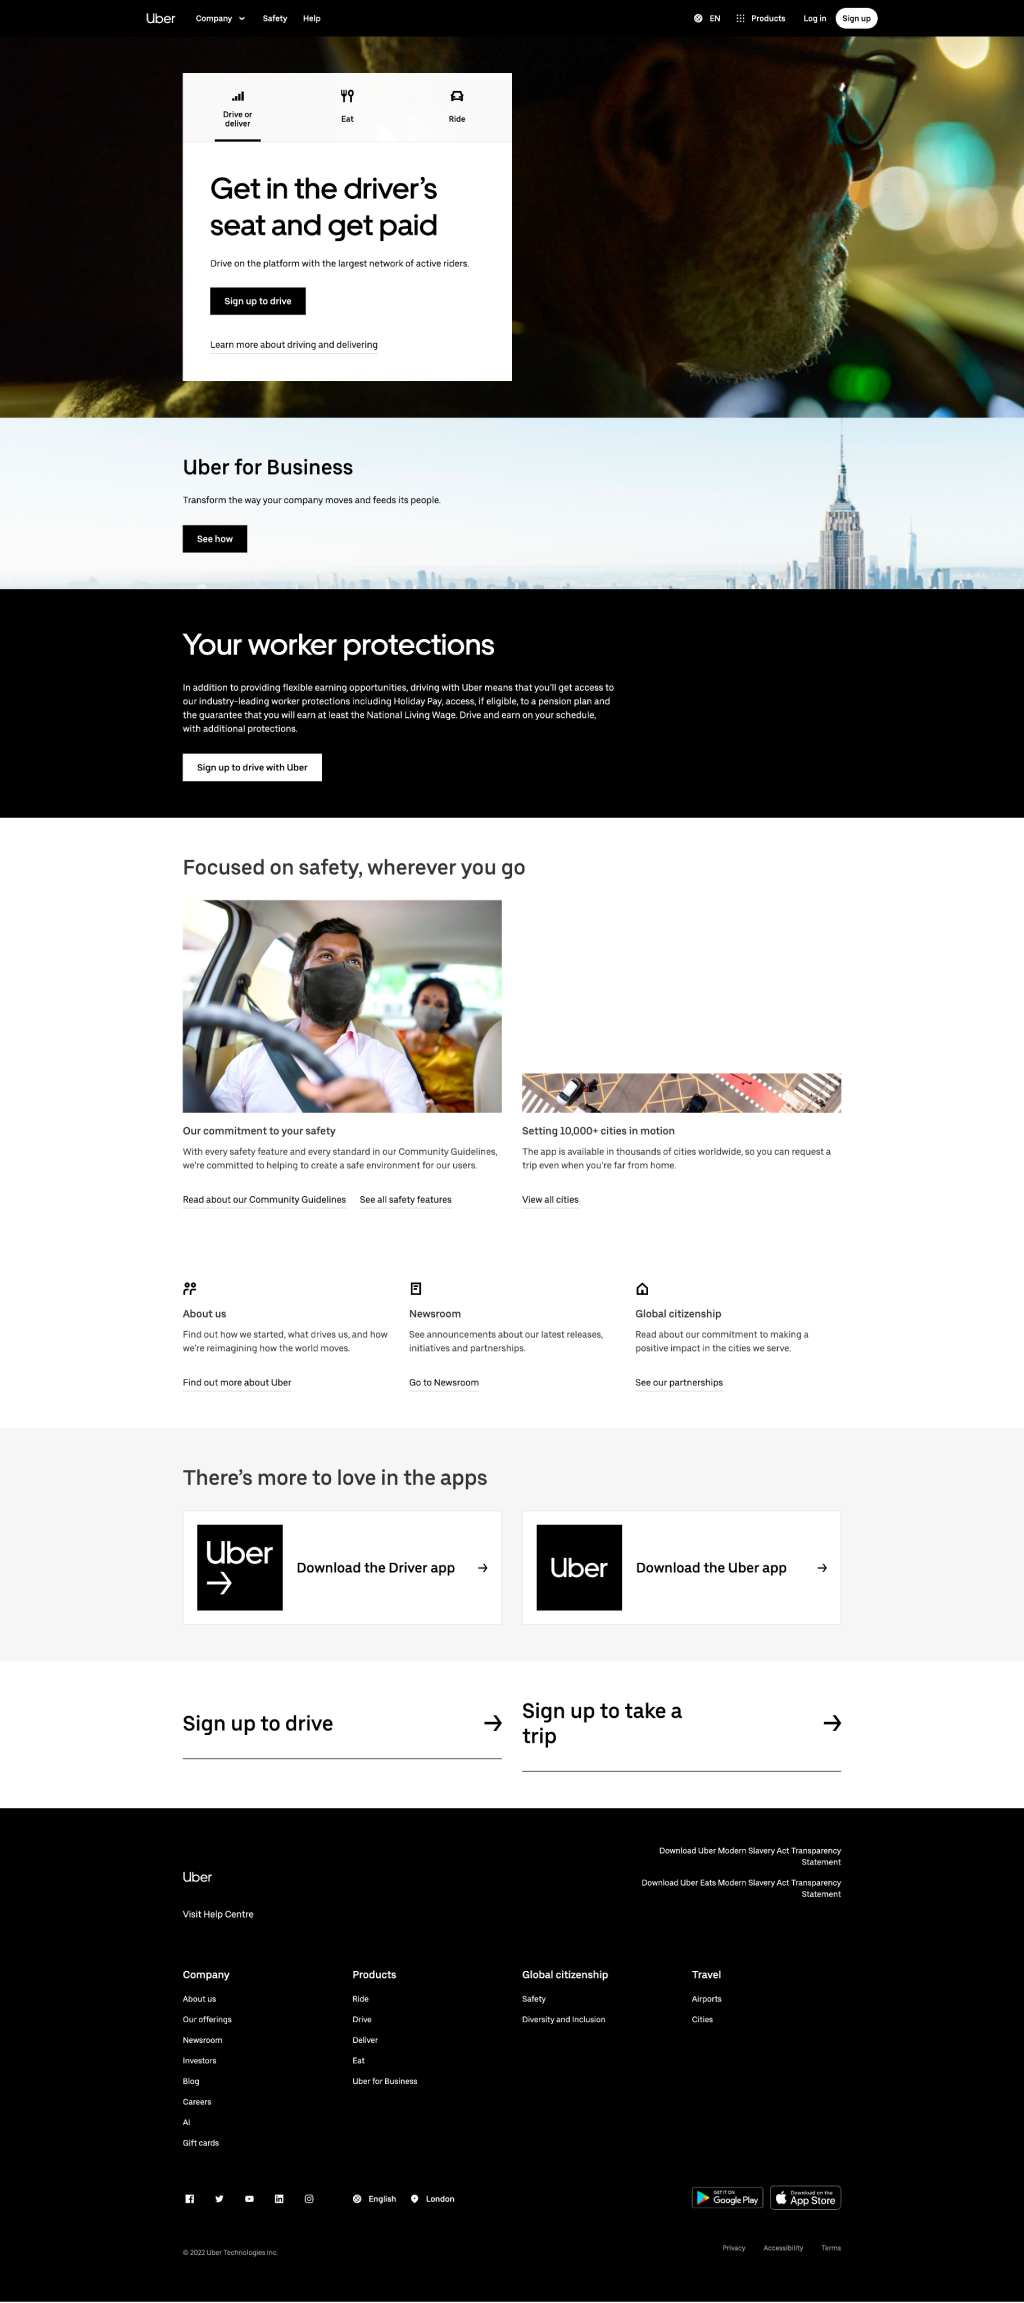 Uber
Company
Safety
Help
EN
Products
Log in
Sign up
Drive or
deliver
Eat
Ride
Get in the driver’s
seat and get paid
Drive on the platform with the largest network of active riders.
Sign up to drive
Learn more about driving and delivering
Uber for Business
Transform the way your company moves and feeds its people.
See how
Your worker protections
In addition to providing flexible earning opportunities, driving with Uber means that you’ll get access to
our industry-leading worker protections including Holiday Pay, access, if eligible, to a pension plan and
the guarantee that you will earn at least the National Living Wage. Drive and earn on your schedule,
with additional protections.
Sign up to drive with Uber
Focused on safety, wherever you go
Our commitment to your safety
With every safety feature and every standard in our Community Guidelines,
we’re committed to helping to create a safe environment for our users.
Read about our Community Guidelines
See all safety features
Setting 10,000+ cities in motion
The app is available in thousands of cities worldwide, so you can request a
trip even when you’re far from home.
View all cities
About us
Find out how we started, what drives us, and how
we’re reimagining how the world moves.
Find out more about Uber
Newsroom
See announcements about our latest releases,
initiatives and partnerships.
Go to Newsroom
Global citizenship
Read about our commitment to making a
positive impact in the cities we serve.
See our partnerships
There’s more to love in the apps
Uber
Download the Driver app
Uber
Download the Uber app
Sign up to drive
Sign up to take a
trip
Download Uber Modern Slavery Act Transparency
Statement
Download Uber Eats Modern Slavery Act Transparency
Statement
Uber
Visit Help Centre
Company
About us
Our offerings
Newsroom
Investors
Blog
Careers
AI
Gift cards
Products
Ride
Drive
Deliver
Eat
Uber for Business
Global citizenship
Safety
Diversity and Inclusion
Travel
Airports
Cities
English
London
GET IT ON
Google Play
Download on the
App Store
© 2022 Uber Technologies Inc.
Privacy
Accessibility
Terms